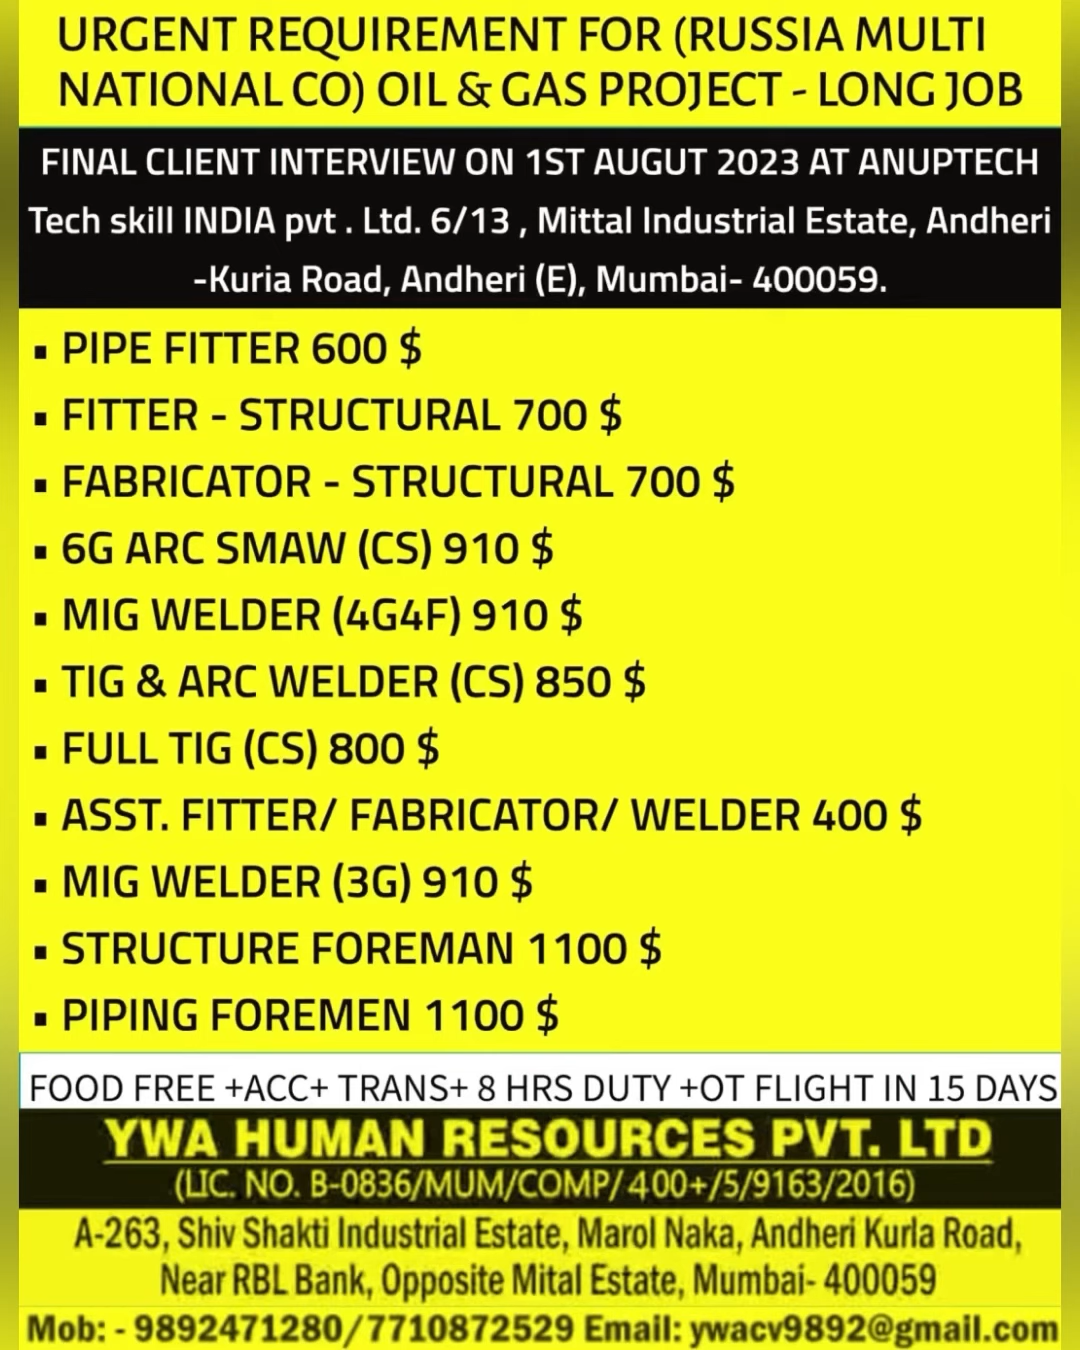 URGENT REQUIREMENT FOR (RUSSIA MULTI
NATIONAL CO) OIL & GAS PROJECT - LONG JOB
FINAL CLIENT INTERVIEW ON 1ST AUGUT 2023 AT ANUPTECH
Tech skill INDIA pvt . Ltd. 6/13 , Mittal Industrial Estate, Andheri
-Kuria Road, Andheri (E), Mumbai- 400059.
▪ PIPE FITTER 600 $
▪ FITTER - STRUCTURAL 700 $
▪ FABRICATOR - STRUCTURAL 700 $
▪ 6G ARC SMAW (CS) 910 $
▪ MIG WELDER (4G4F) 910 $
▪ TIG & ARC WELDER (CS) 850 $
▪ FULL TIG (CS) 800 $
▪ ASST. FITTER/ FABRICATOR/ WELDER 400 $
▪ MIG WELDER (3G) 910 $
▪ STRUCTURE FOREMAN 1100 $
▪ PIPING FOREMEN 1100 $
FOOD FREE +ACC+ TRANS+ 8 HRS DUTY +OT FLIGHT IN 15 DAYS
YWA HUMAN RESOURCES PVT. LTD
(LIC. NO. B-0836/MUM/COMP/400+/5/9163/2016)
A-263, Shiv Shakti Industrial Estate, Marol Naka, Andheri Kurla Road,
Near RBL Bank, Opposite Mital Estate, Mumbai- 400059
Mob: - 9892471280/7710872529 Email: ywacv9892@gmail.com